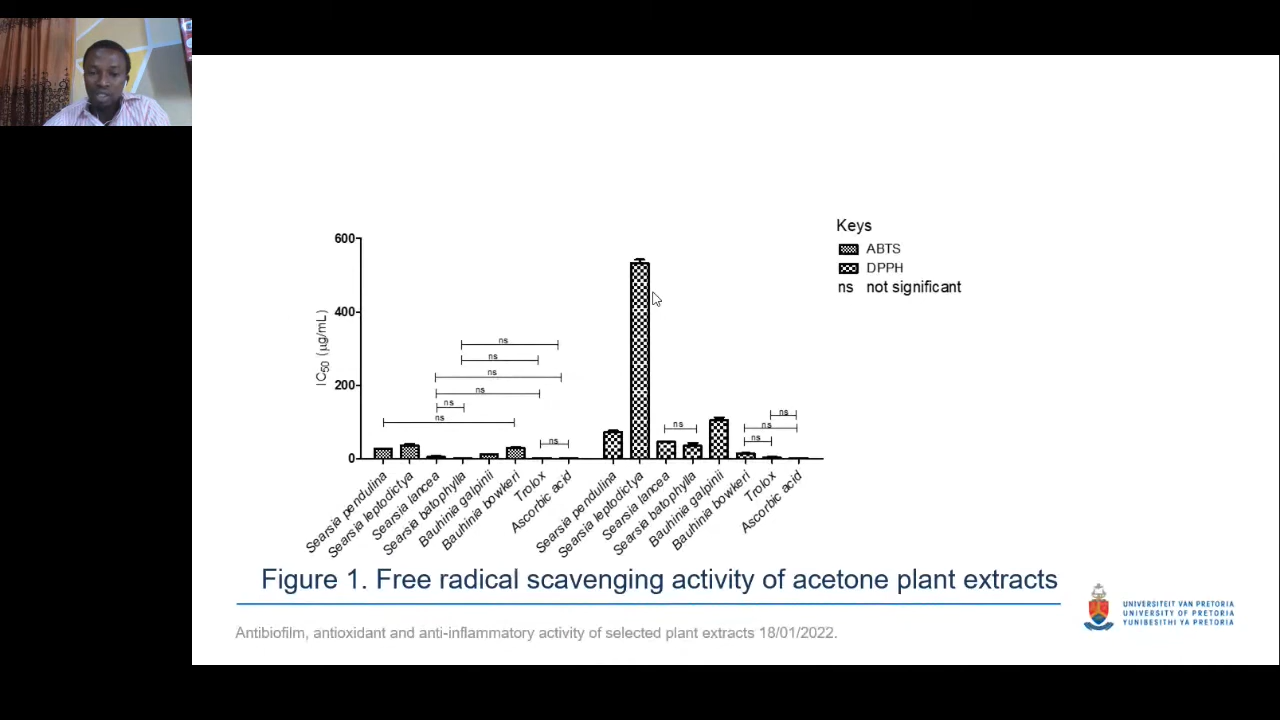 Keys
ABTS
DPPH
ns not significant
600
400
200
0
IC50 (µg/mL)
ns
ns
ns
ns
ns
ns
ns
ns
ns
ns
ns
Searsia pendulina
Searsia leptodictya
Searsia lancea
Searsia batophylla
Bauhinia galpinii
Bauhinia bowkeri
Trolox
Ascorbic acid
Searsia pendulina
Searsia leptodictya
Searsia lancea
Searsia batophylla
Bauhinia galpinii
Bauhinia bowkeri
Trolox
Ascorbic acid
Figure 1. Free radical scavenging activity of acetone plant extracts
Antibiofilm, antioxidant and anti-inflammatory activity of selected plant extracts 18/01/2022.
UNIVERSITEIT VAN PRETORIA
UNIVERSITY OF PRETORIA
YUNIBESITHI YA PRETORIA